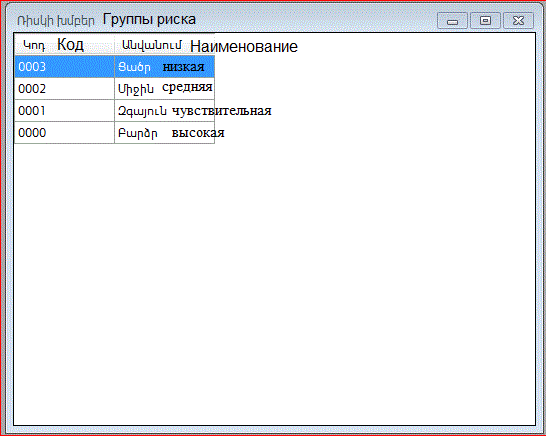 Ռիսկի խմբեր Группы риска
Կոդ Код Անվանում Наименование
0003 Ցածր низкая
0002 Միջին средняя
0001 Զգայուն чувствительная
0000 Բարձր высокая